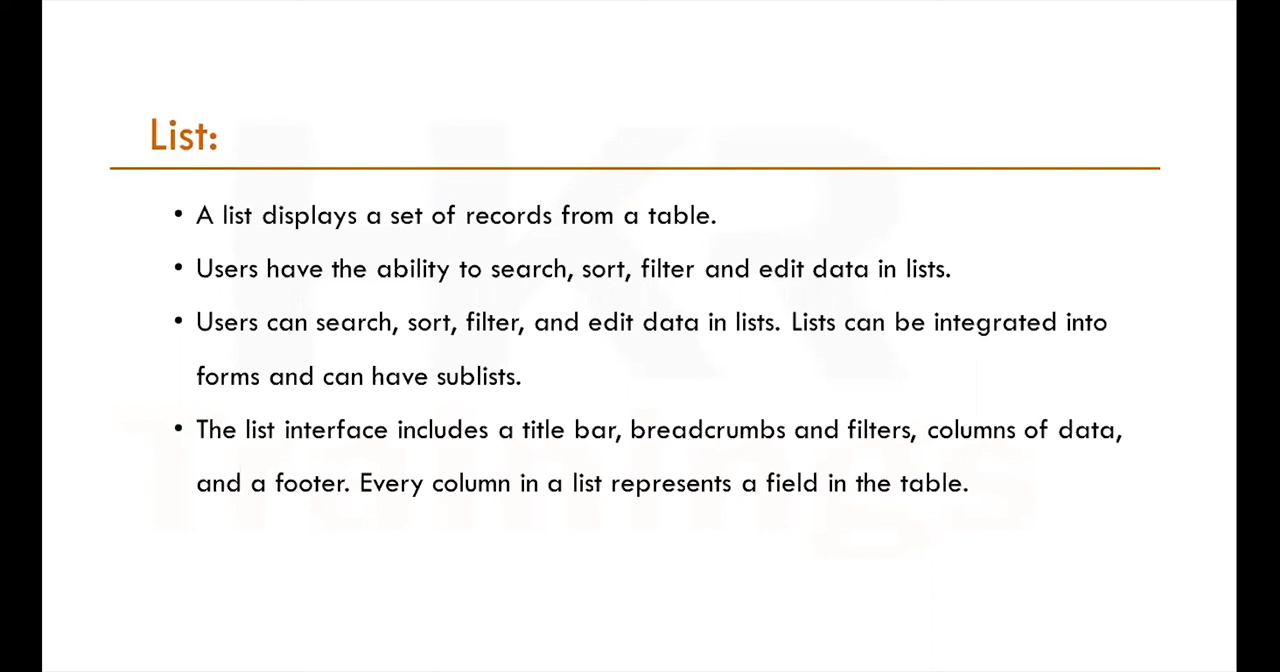 List:
• A list displays a set of records from a table.
• Users have the ability to search, sort, filter and edit data in lists.
• Users can search, sort, filter, and edit data in lists. Lists can be integrated into
forms and can have sublists.
• The list interface includes a title bar, breadcrumbs and filters, columns of data,
and a footer. Every column in a list represents a field in the table.
HKR
Trainings